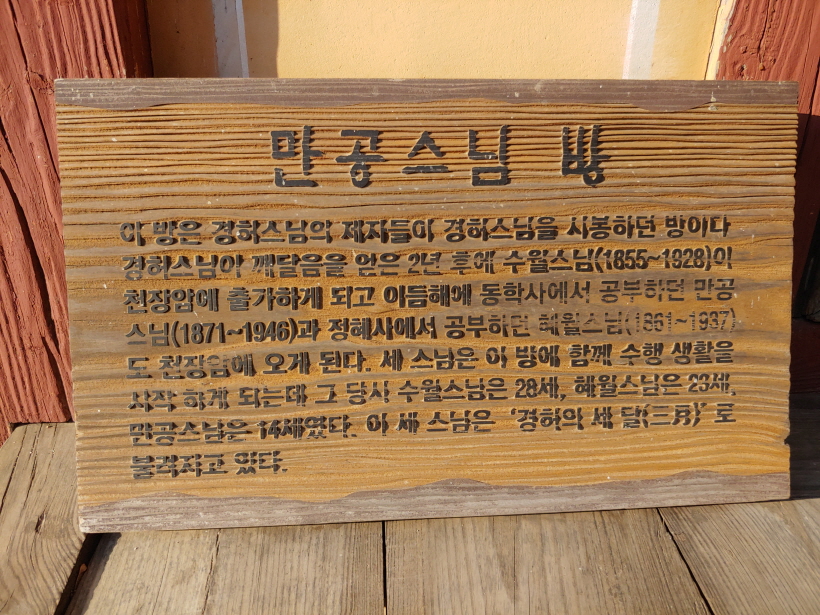 만공스님 방
이 방은 경허스님의 제자들이 경허스님을 시봉하던 방이다
경허스님이 깨달음을 얻은 2년 후에 수월스님(1855~1928)이
천장암에 출가하게 되고 이듬해에 동학사에서 공부하던 만공
스님(1871~1946)과 정혜사에서 공부하던 혜월스님(1861~1937)
도 천장암에 오게 된다. 세 스님은 이 방에 함께 수행 생활을
시작 하게 되는데 그 당시 수월스님은 28세, 혜월스님은 23세,
만공스님은 14세였다. 이 세 스님은 '경허의 세 달(三月)' 로
불려지고 있다.